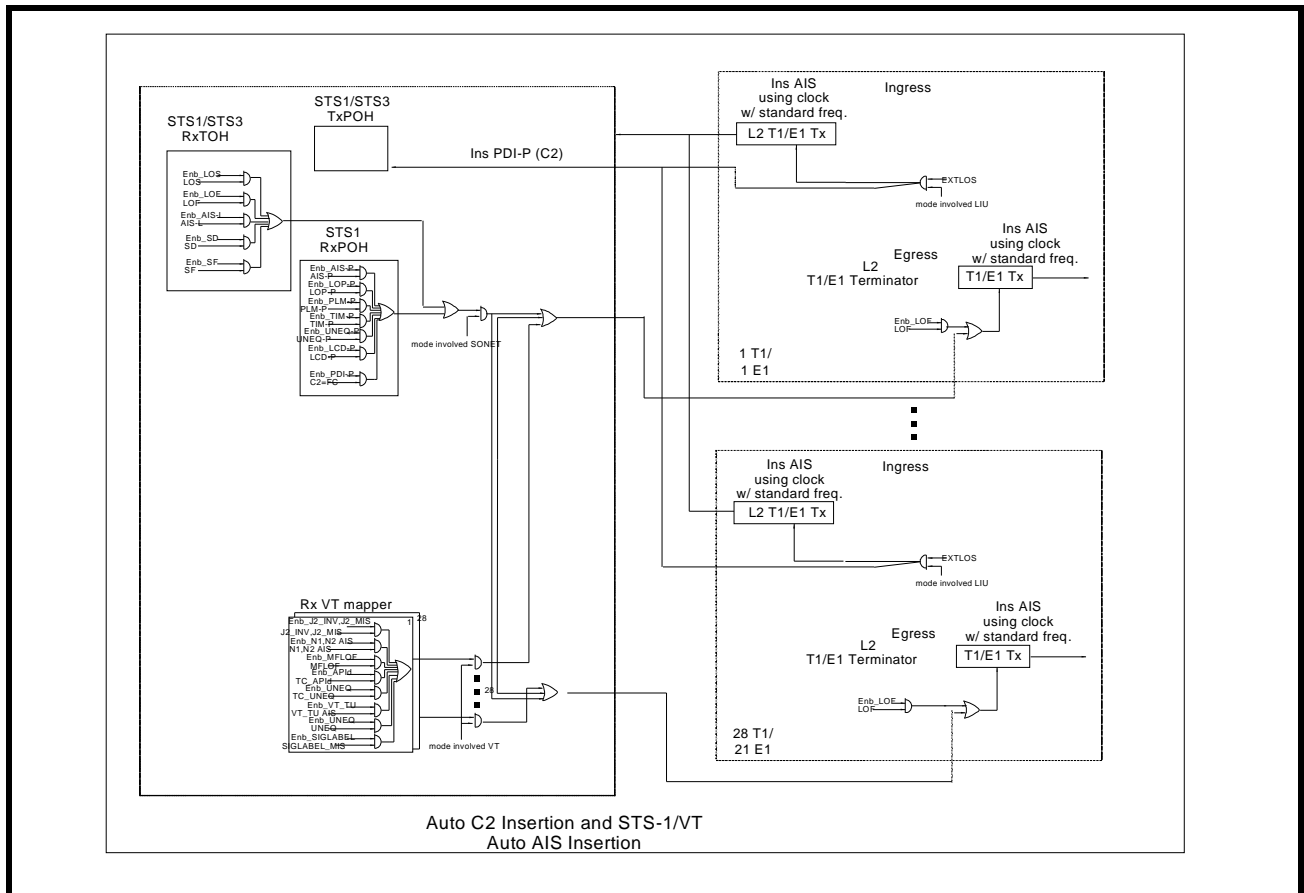 STS1/STS3
RxTOH
Enb_LOS
LOS
Enb_LOF
LOF
Enb_AIS-L
AIS-L
Enb_SD
SD
Enb_SF
SF
STS1/STS3
TxPOH
Ins PDI-P (C2)
STS1
RxPOH
Enb_AIS-P
AIS-P
Enb_LOP-P
LOP-P
Enb_PLM-P
PLM-P
Enb_TIM-P
TIM-P
Enb_UNEQ-P
UNEQ-P
Enb_LCD-P
LCD-P
Enb_PDI-P
C2=FC
mode involved SONET
Rx VT mapper
1
28
Enb_J2_INV,J2_MIS
J2_INV,J2_MIS
Enb_N1,N2 AIS
N1,N2 AIS
Enb_MFLOF
MFLOF
Enb_APId
TC_APId
Enb_UNEQ
TC_UNEQ
Enb_VT_TU
VT_TU AIS
Enb_UNEQ
UNEQ
Enb_SIGLABEL
SIGLABEL_MIS
28
mode involved VT
Ins AIS
using clock
w/ standard freq.
Ingress
L2 T1/E1 Tx
EXTLOS
mode involved LIU
Ins AIS
using clock
w/ standard freq.
Egress
L2
T1/E1 Terminator
T1/E1 Tx
Enb_LOF
LOF
1 T1/
1 E1
Ins AIS
using clock
w/ standard freq.
Ingress
L2 T1/E1 Tx
EXTLOS
mode involved LIU
Ins AIS
using clock
w/ standard freq.
Egress
L2
T1/E1 Terminator
T1/E1 Tx
Enb_LOF
LOF
28 T1/
21 E1
Auto C2 Insertion and STS-1/VT
Auto AIS Insertion